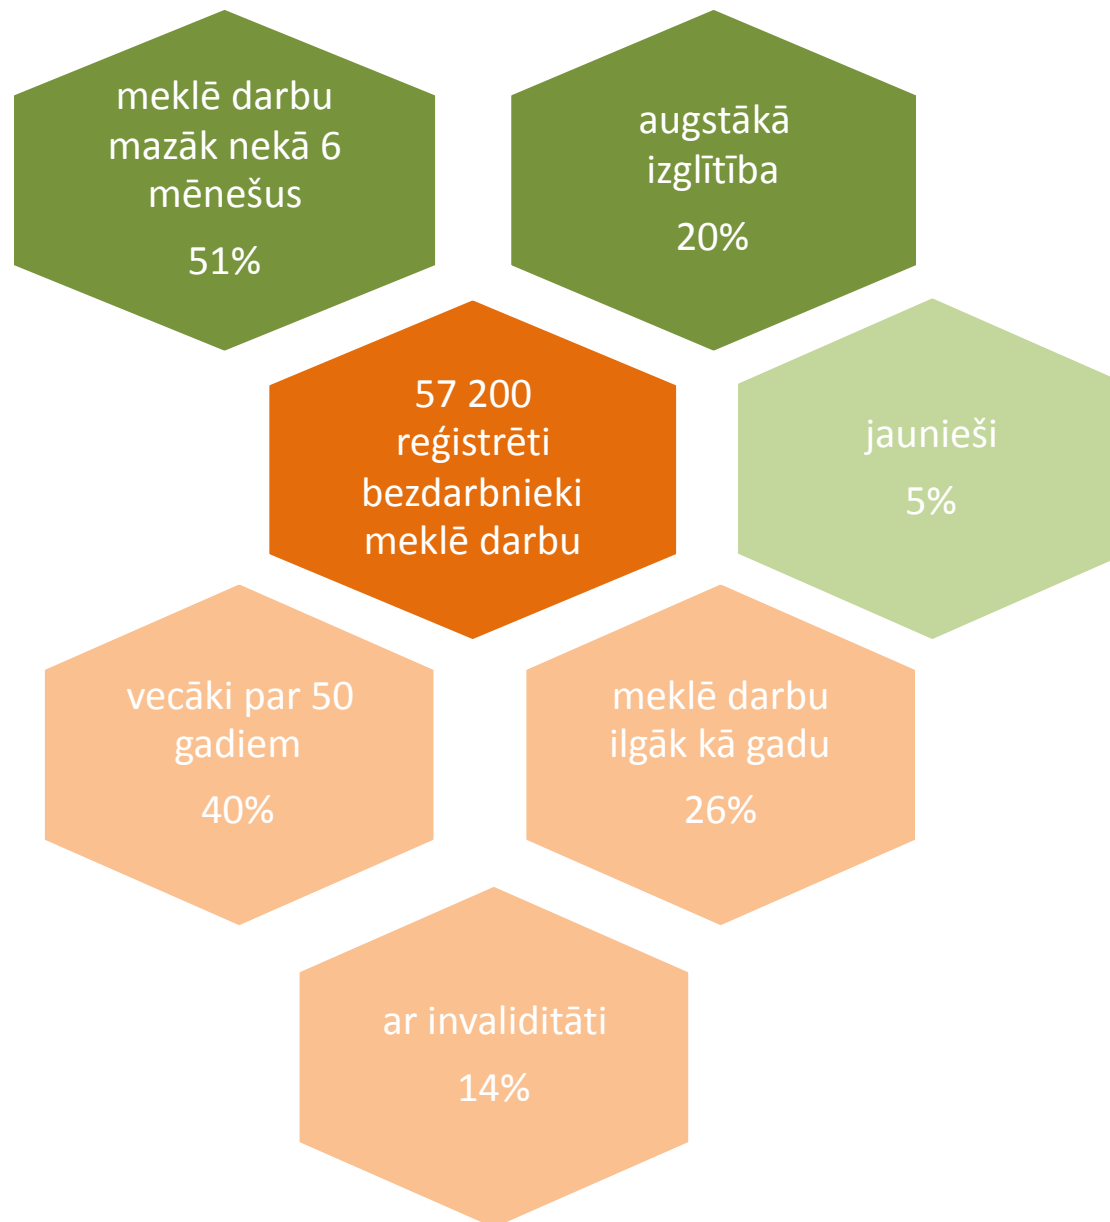 meklē darbu
mazāk nekā 6
mēnešus
51%
augstākā
izglītība
20%
57 200
reģistrēti
bezdarbnieki
meklē darbu
jaunieši
5%
vecāki par 50
gadiem
40%
meklē darbu
ilgāk kā gadu
26%
ar invaliditāti
14%